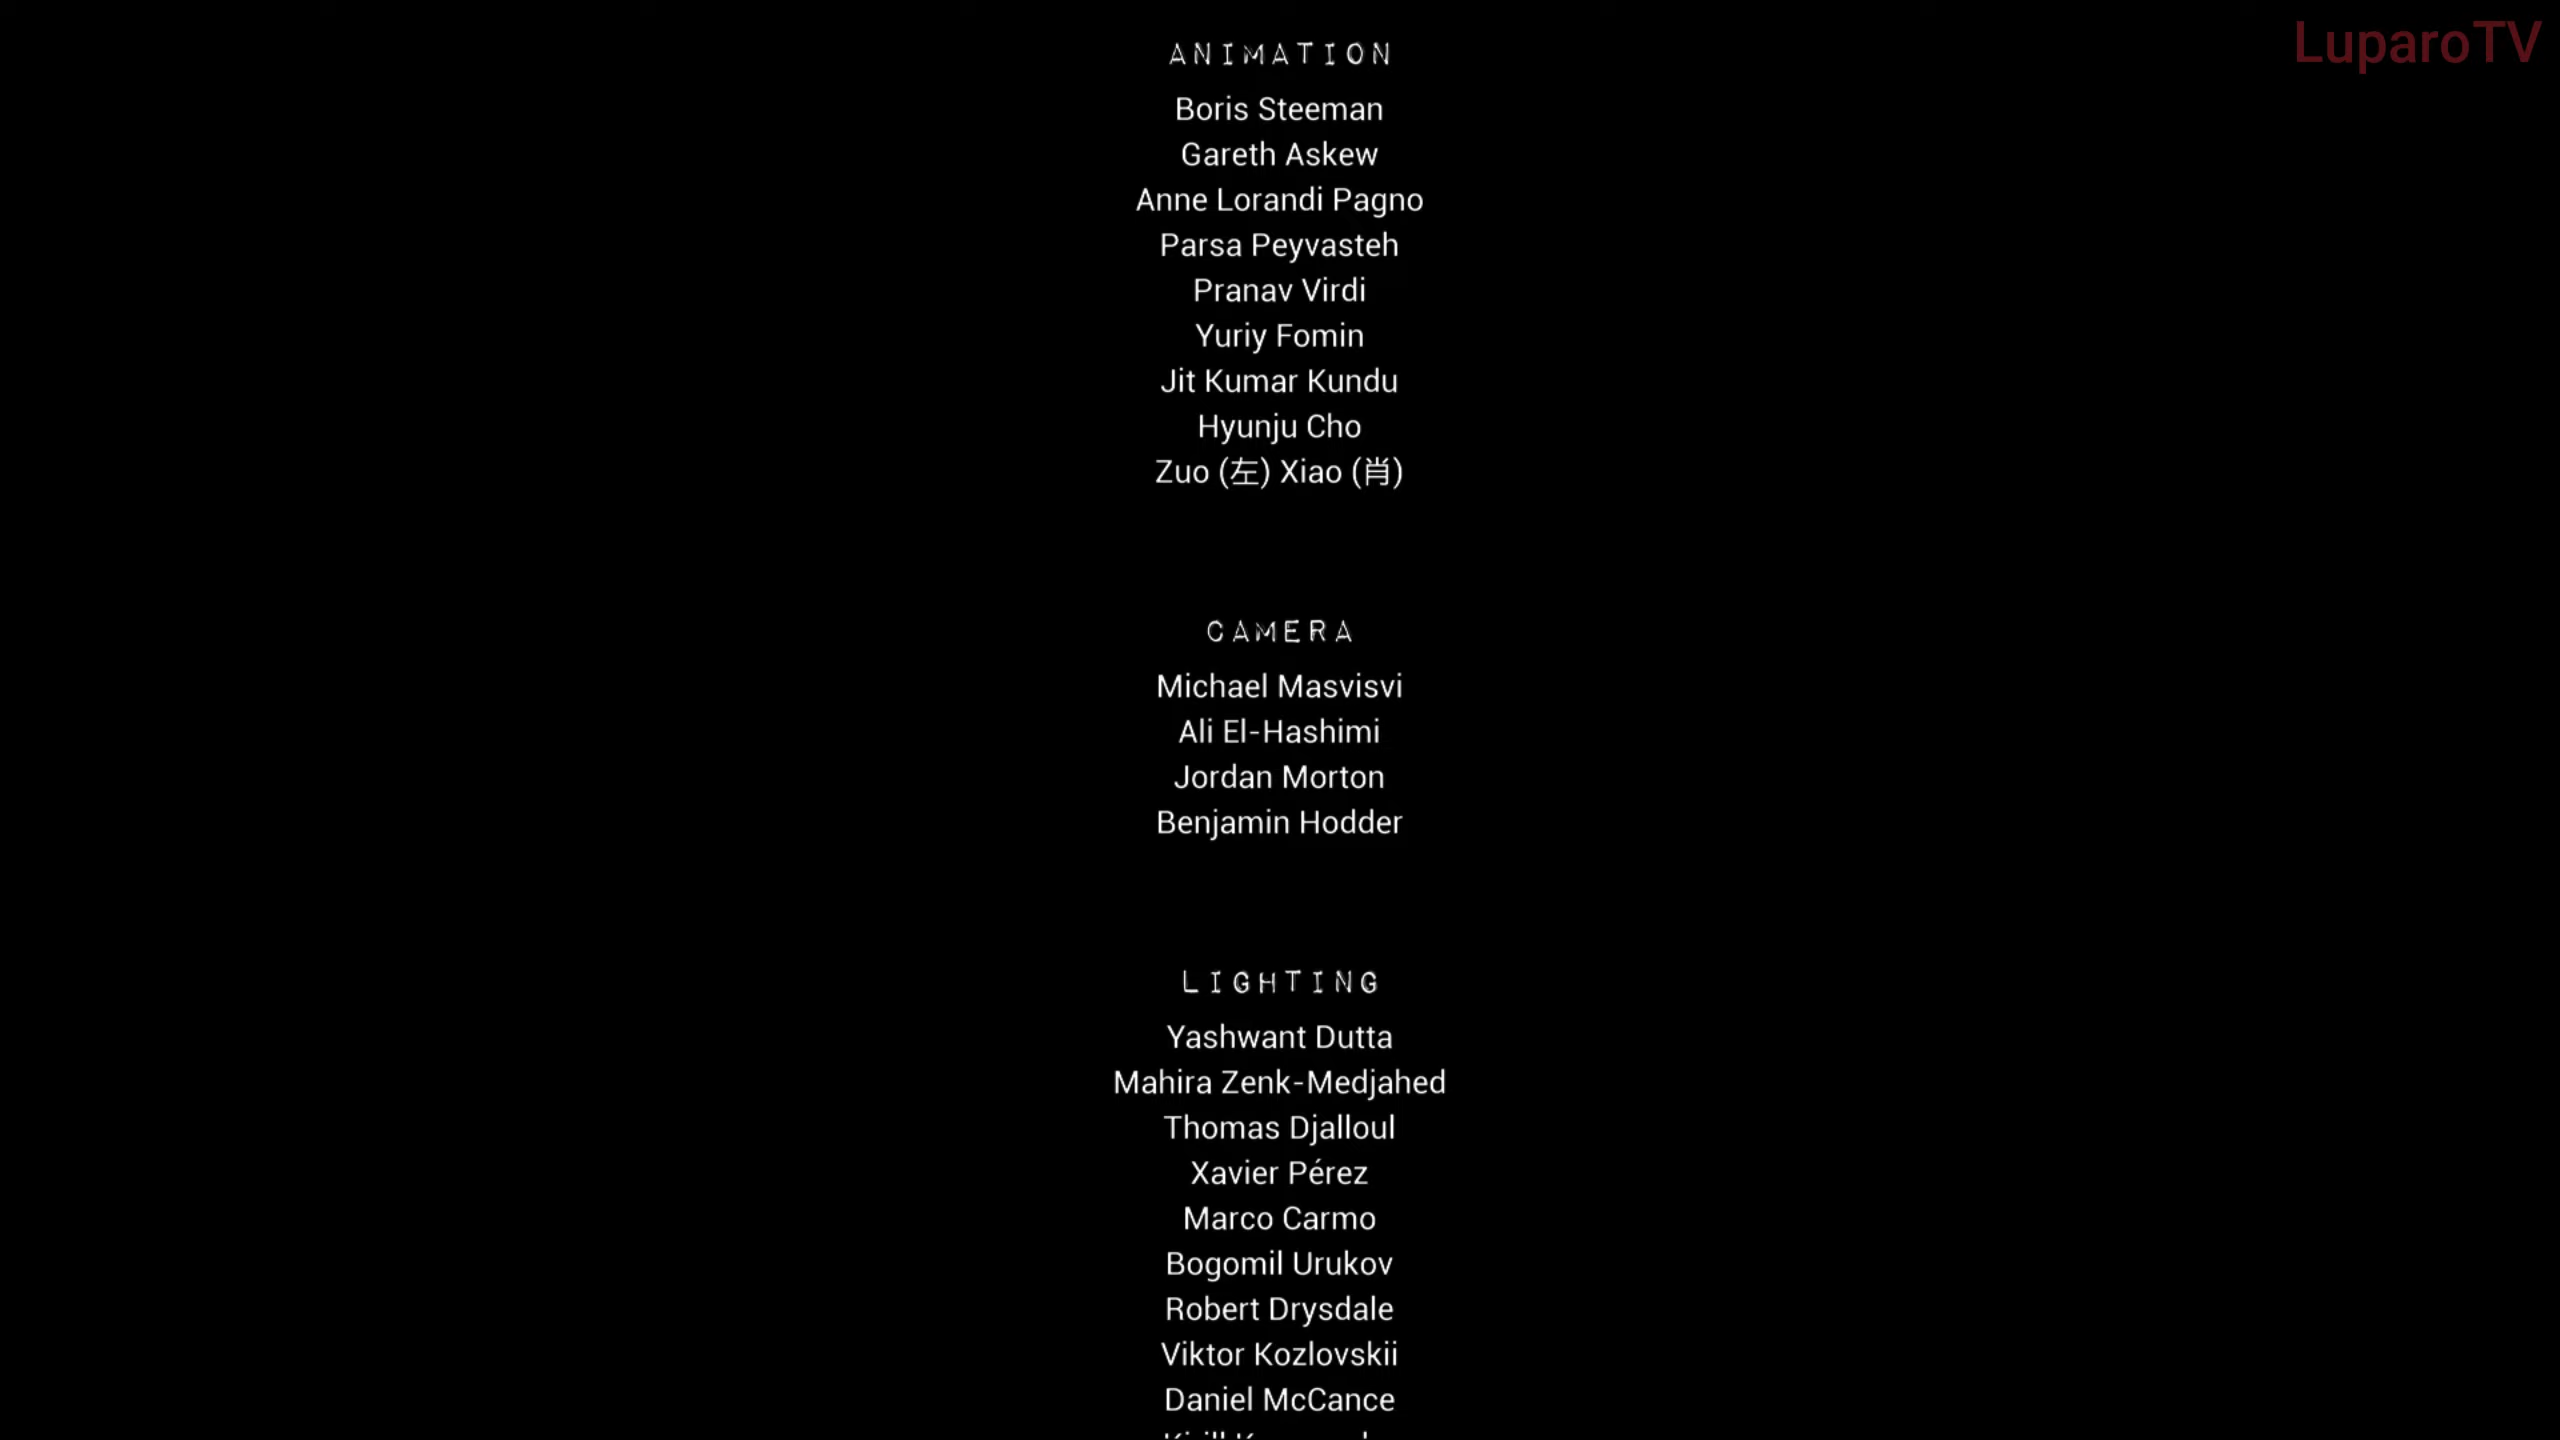 LuparoTV
ANIMATION
Boris Steeman
Gareth Askew
Anne Lorandi Pagno
Parsa Peyvasteh
Pranav Virdi
Yuriy Fomin
Jit Kumar Kundu
Hyunju Cho
Zuo (左) Xiao (肖)
CAMERA
Michael Masvisvi
Ali El-Hashimi
Jordan Morton
Benjamin Hodder
LIGHTING
Yashwant Dutta
Mahira Zenk-Medjahed
Thomas Djalloul
Xavier Pérez
Marco Carmo
Bogomil Urukov
Robert Drysdale
Viktor Kozlovskii
Daniel McCance